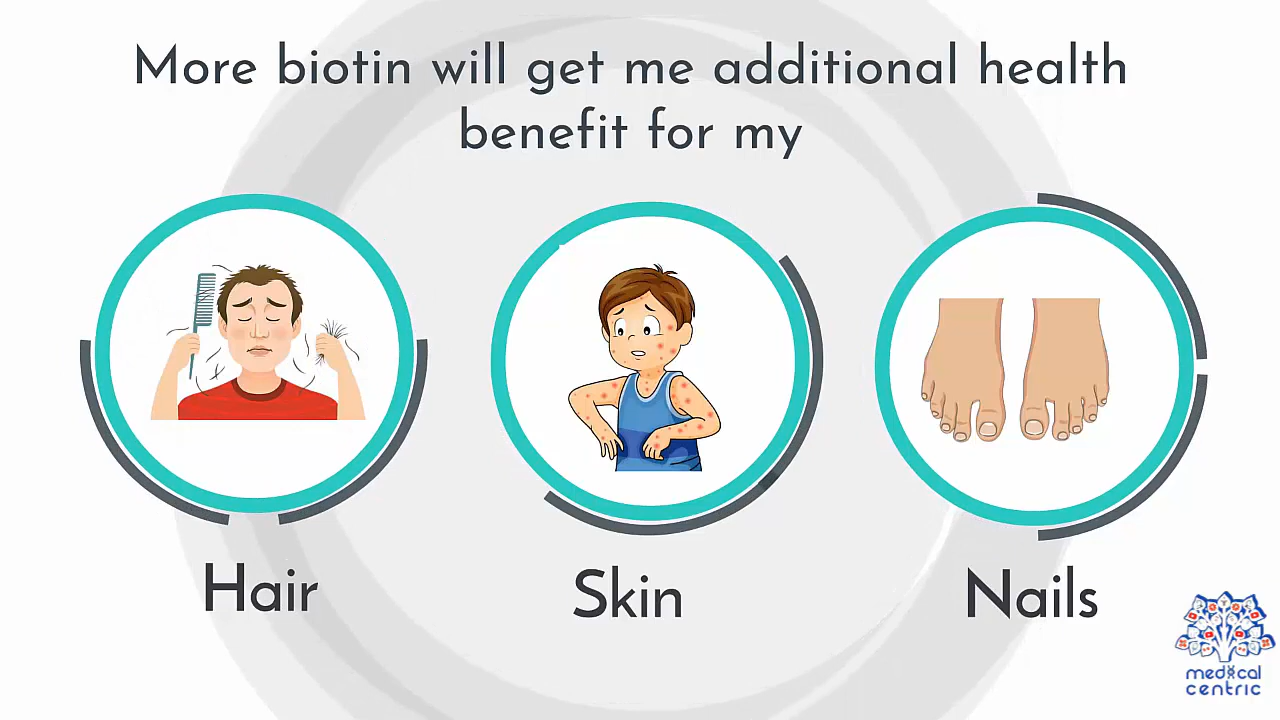 More biotin will get me additional health
benefit for my
Hair
Skin
Nails
medical
centric